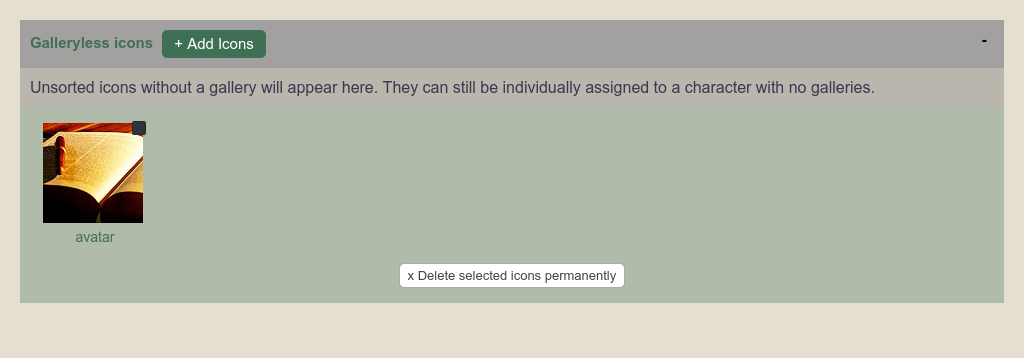 Galleryless icons + Add Icons -
Unsorted icons without a gallery will appear here. They can still be individually assigned to a character with no galleries.
avatar
x Delete selected icons permanently